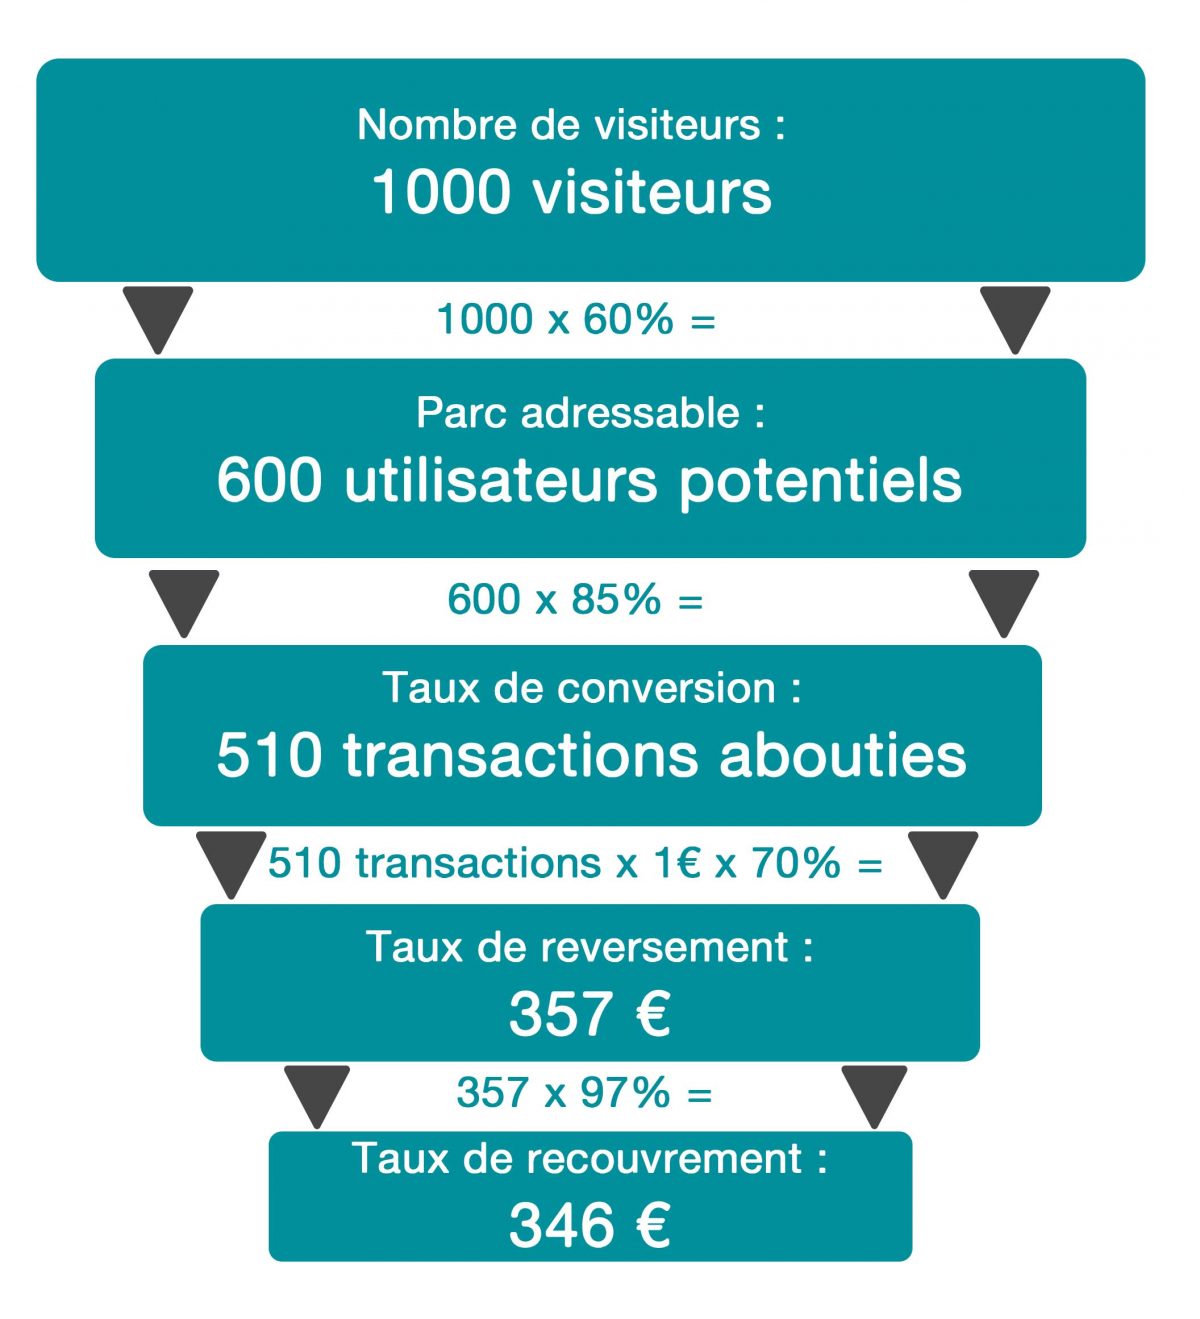 Nombre de visiteurs :
1000 visiteurs
1000 x 60% =
Parc adressable :
600 utilisateurs potentiels
600 x 85% =
Taux de conversion :
510 transactions abouties
510 transactions x 1€ x 70% =
Taux de reversement :
357 €
357 x 97% =
Taux de recouvrement :
346 €